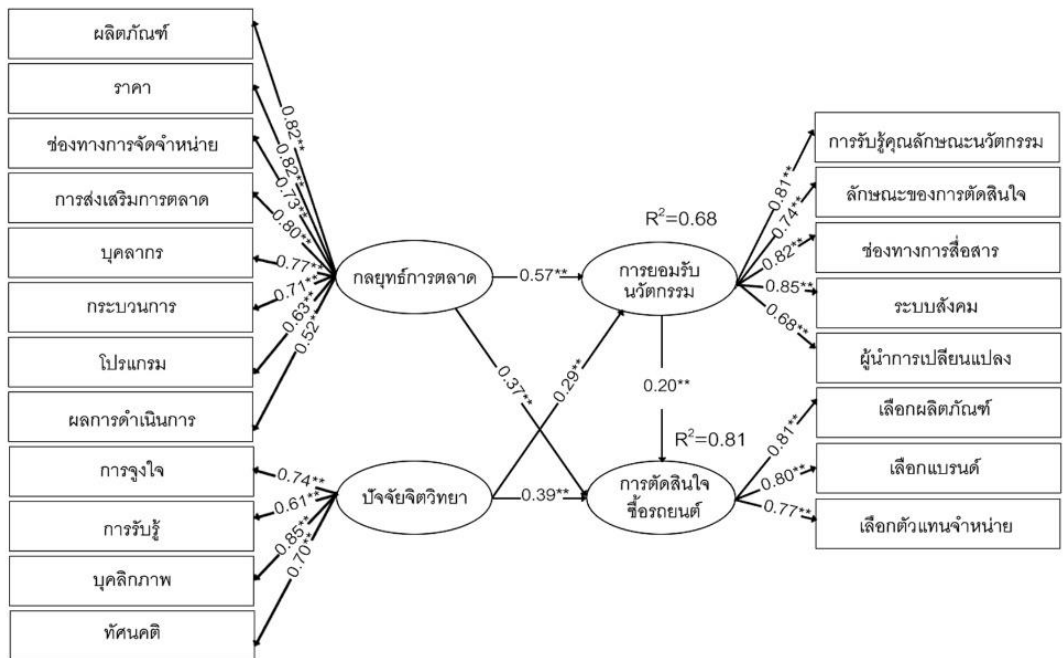 ผลิตภัณฑ์
ราคา
ช่องทางการจัดจำหน่าย
การส่งเสริมการตลาด
บุคลากร
กระบวนการ
โปรแกรม
ผลการดำเนินการ
การจูงใจ
การรับรู้
บุคลิกภาพ
ทัศนคติ
0.82**
0.82**
0.73**
0.80**
0.77**
0.71**
0.63**
0.52**
0.74**
0.61**
0.85**
0.70**
กลยุทธ์การตลาด
ปัจจัยจิตวิทยา
0.57**
0.37**
0.29**
0.39**
R²=0.68
การยอมรับ
นวัตกรรม
0.20**
R²=0.81
การตัดสินใจ
ซื้อรถยนต์
0.81**
0.74**
0.82**
0.85**
0.68**
0.81**
0.80**
0.77**
การรับรู้คุณลักษณะนวัตกรรม
ลักษณะของการตัดสินใจ
ช่องทางการสื่อสาร
ระบบสังคม
ผู้นำการเปลี่ยนแปลง
เลือกผลิตภัณฑ์
เลือกแบรนด์
เลือกตัวแทนจำหน่าย